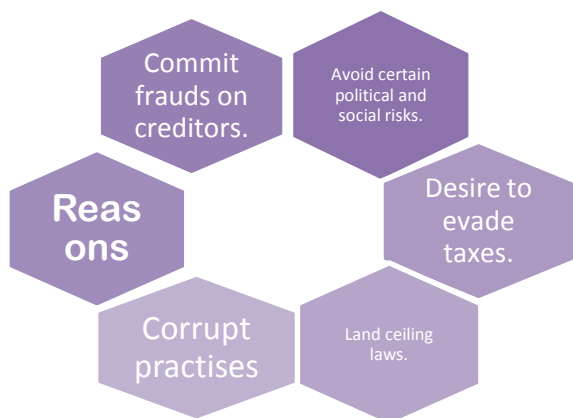 Commit
frauds on
creditors.
Avoid certain
political and
social risks.
Desire to
evade
taxes.
Land ceiling
laws.
Corrupt
practises
Reas
ons